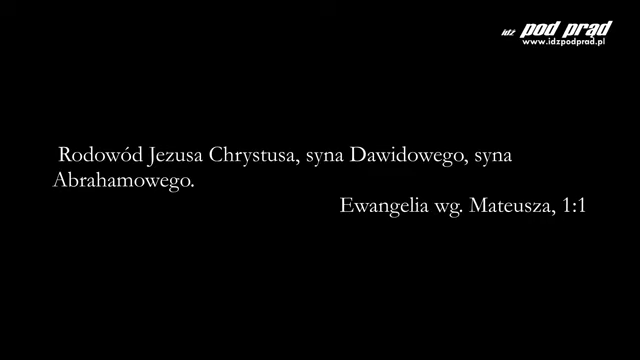 idź pod prąd
www.idzpodprad.pl
Rodowód Jezusa Chrystusa, syna Dawidowego, syna
Abrahamowego.
Ewangelia wg. Mateusza, 1:1